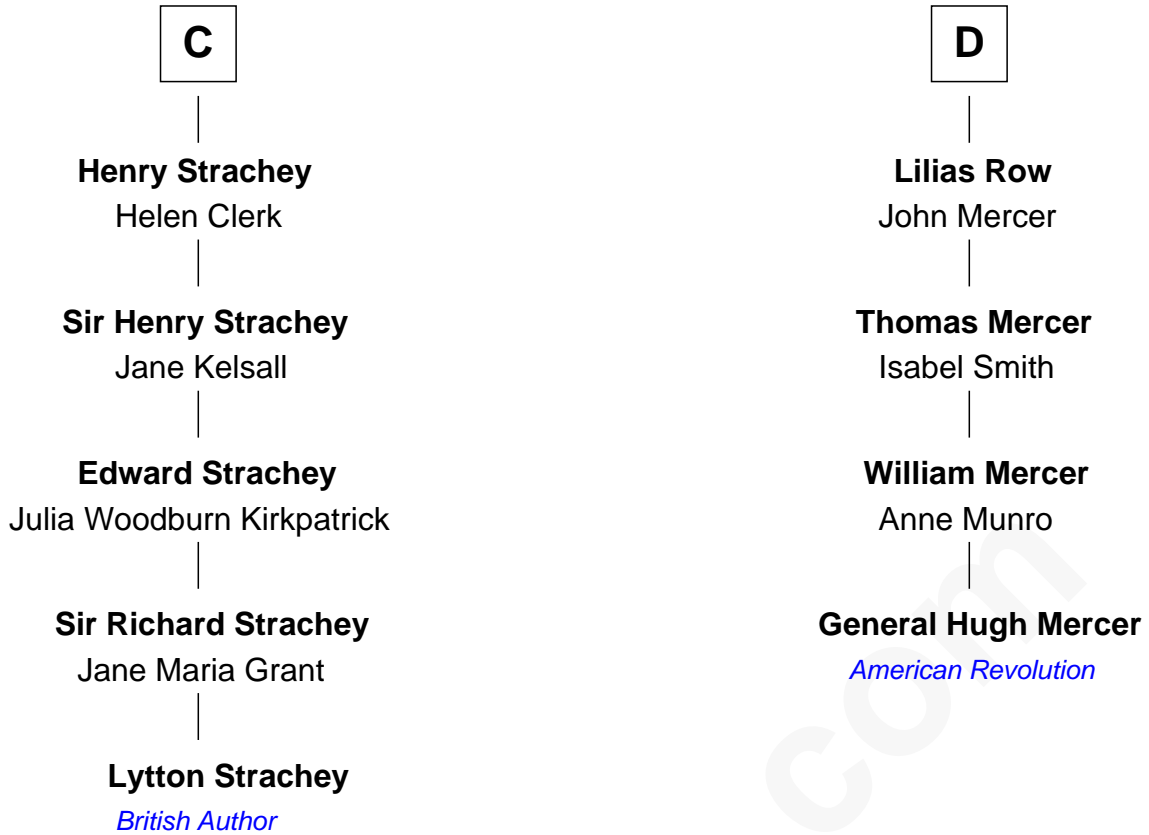 C
Henry Strachey
Helen Clerk
Sir Henry Strachey
Jane Kelsall
Edward Strachey
Julia Woodburn Kirkpatrick
Sir Richard Strachey
Jane Maria Grant
Lytton Strachey
British Author
D
Lilias Row
John Mercer
Thomas Mercer
Isabel Smith
William Mercer
Anne Munro
General Hugh Mercer
American Revolution
com